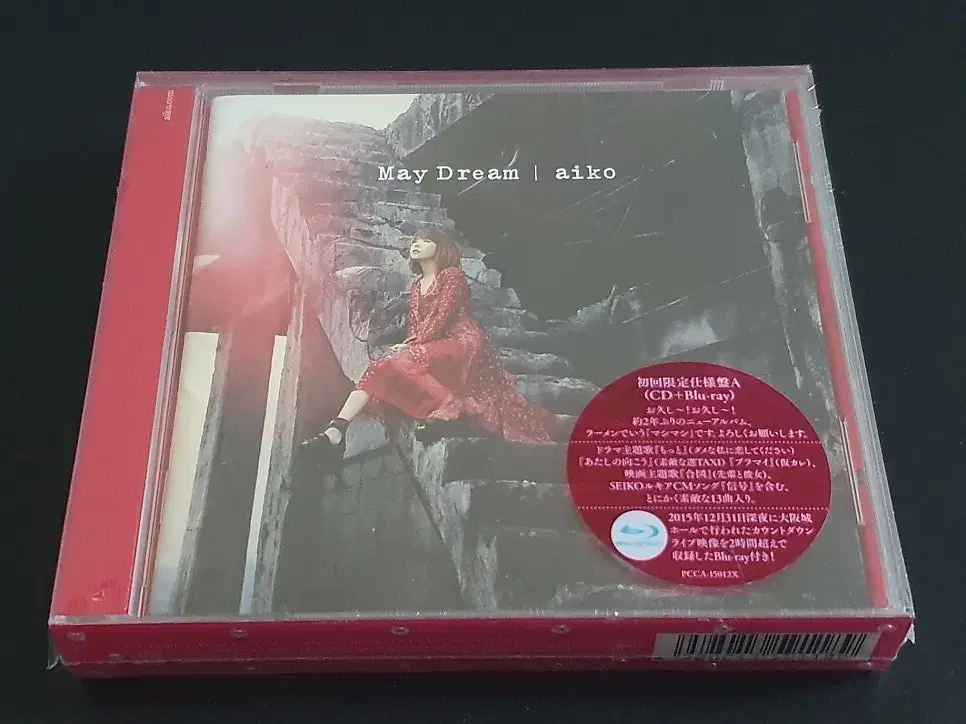 aiko.com
May Dream | aiko
初回限定仕様盤A
(CD+Blu-ray)
お久し〜!お久し〜!
約2年ぶりのニューアルバム、
ラーメンでいう『マシマシ』です。よろしくお願いします。
ドラマ主題歌『もっと』(ダメな私に恋してください)
『あたしの向こう』(素敵な選TAXI)『プラマイ』(仮カレ)、
映画主題歌『合図』(先輩と彼女)、
SEIKOルキアCMソング『信号』を含む、
とにかく素敵な13曲入り。
2015年12月31日深夜に大阪城
ホールで行われたカウントダウン
ライブ映像を2時間超えで
収録したBlu-ray付き!
PCCA-15012X